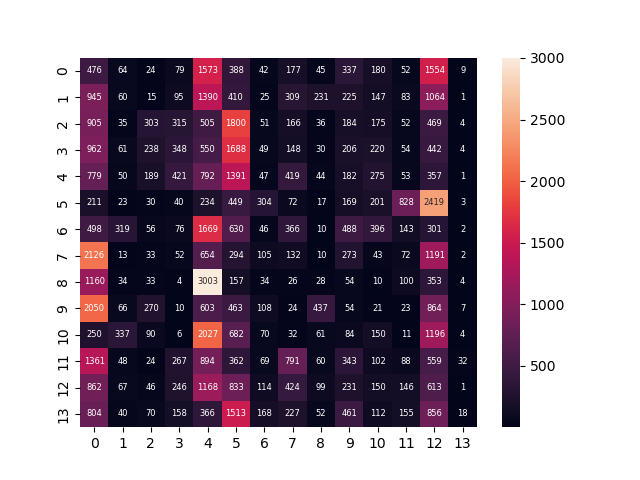 0 476 64 24 79 1573 388 42 177 45 337 180 52 1554 9
1 945 60 15 95 1390 410 25 309 231 225 147 83 1064 1
2 905 35 303 315 505 1800 51 166 36 184 175 52 469 4
3 962 61 238 348 550 1688 49 148 30 206 220 54 442 4
4 779 50 189 421 792 1391 47 419 44 182 275 53 357 1
5 211 23 30 40 234 449 304 72 17 169 201 828 2419 3
6 498 319 56 76 1669 630 46 366 10 488 396 143 301 2
7 2126 13 33 52 654 294 105 132 10 273 43 72 1191 2
8 1160 34 33 4 3003 157 34 26 28 54 10 100 353 4
9 2050 66 270 10 603 463 108 24 437 54 21 23 864 7
10 250 337 90 6 2027 682 70 32 61 84 150 11 1196 4
11 1361 48 24 267 894 362 69 791 60 343 102 88 559 32
12 862 67 46 246 1168 833 114 424 99 231 150 146 613 1
13 804 40 70 158 366 1513 168 227 52 461 112 155 856 18
0 1 2 3 4 5 6 7 8 9 10 11 12 13
3000
2500
2000
1500
1000
500